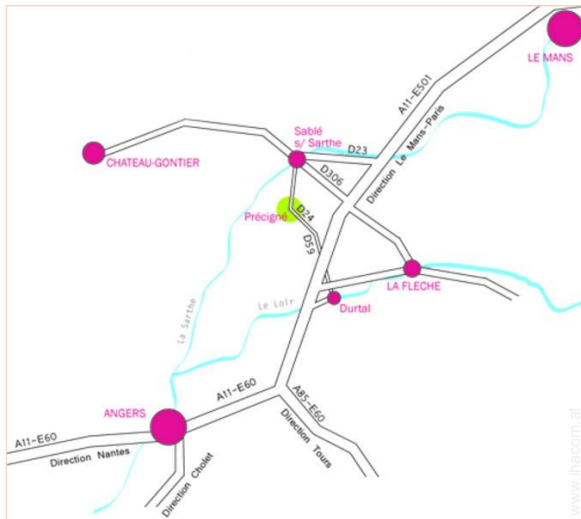 LE MANS
A11-E501
Sablé
s/ Sarthe
D23
Direction Le Mans-Paris
CHATEAU-GONTIER
D306
Précigné
D24
D59
LA FLECHE
La Sarthe
Le Loir
Durtal
A11-E60
A85-E60
ANGERS
Direction Tours
A11-E60
Direction Nantes
Direction Cholet
www.ihacom.at